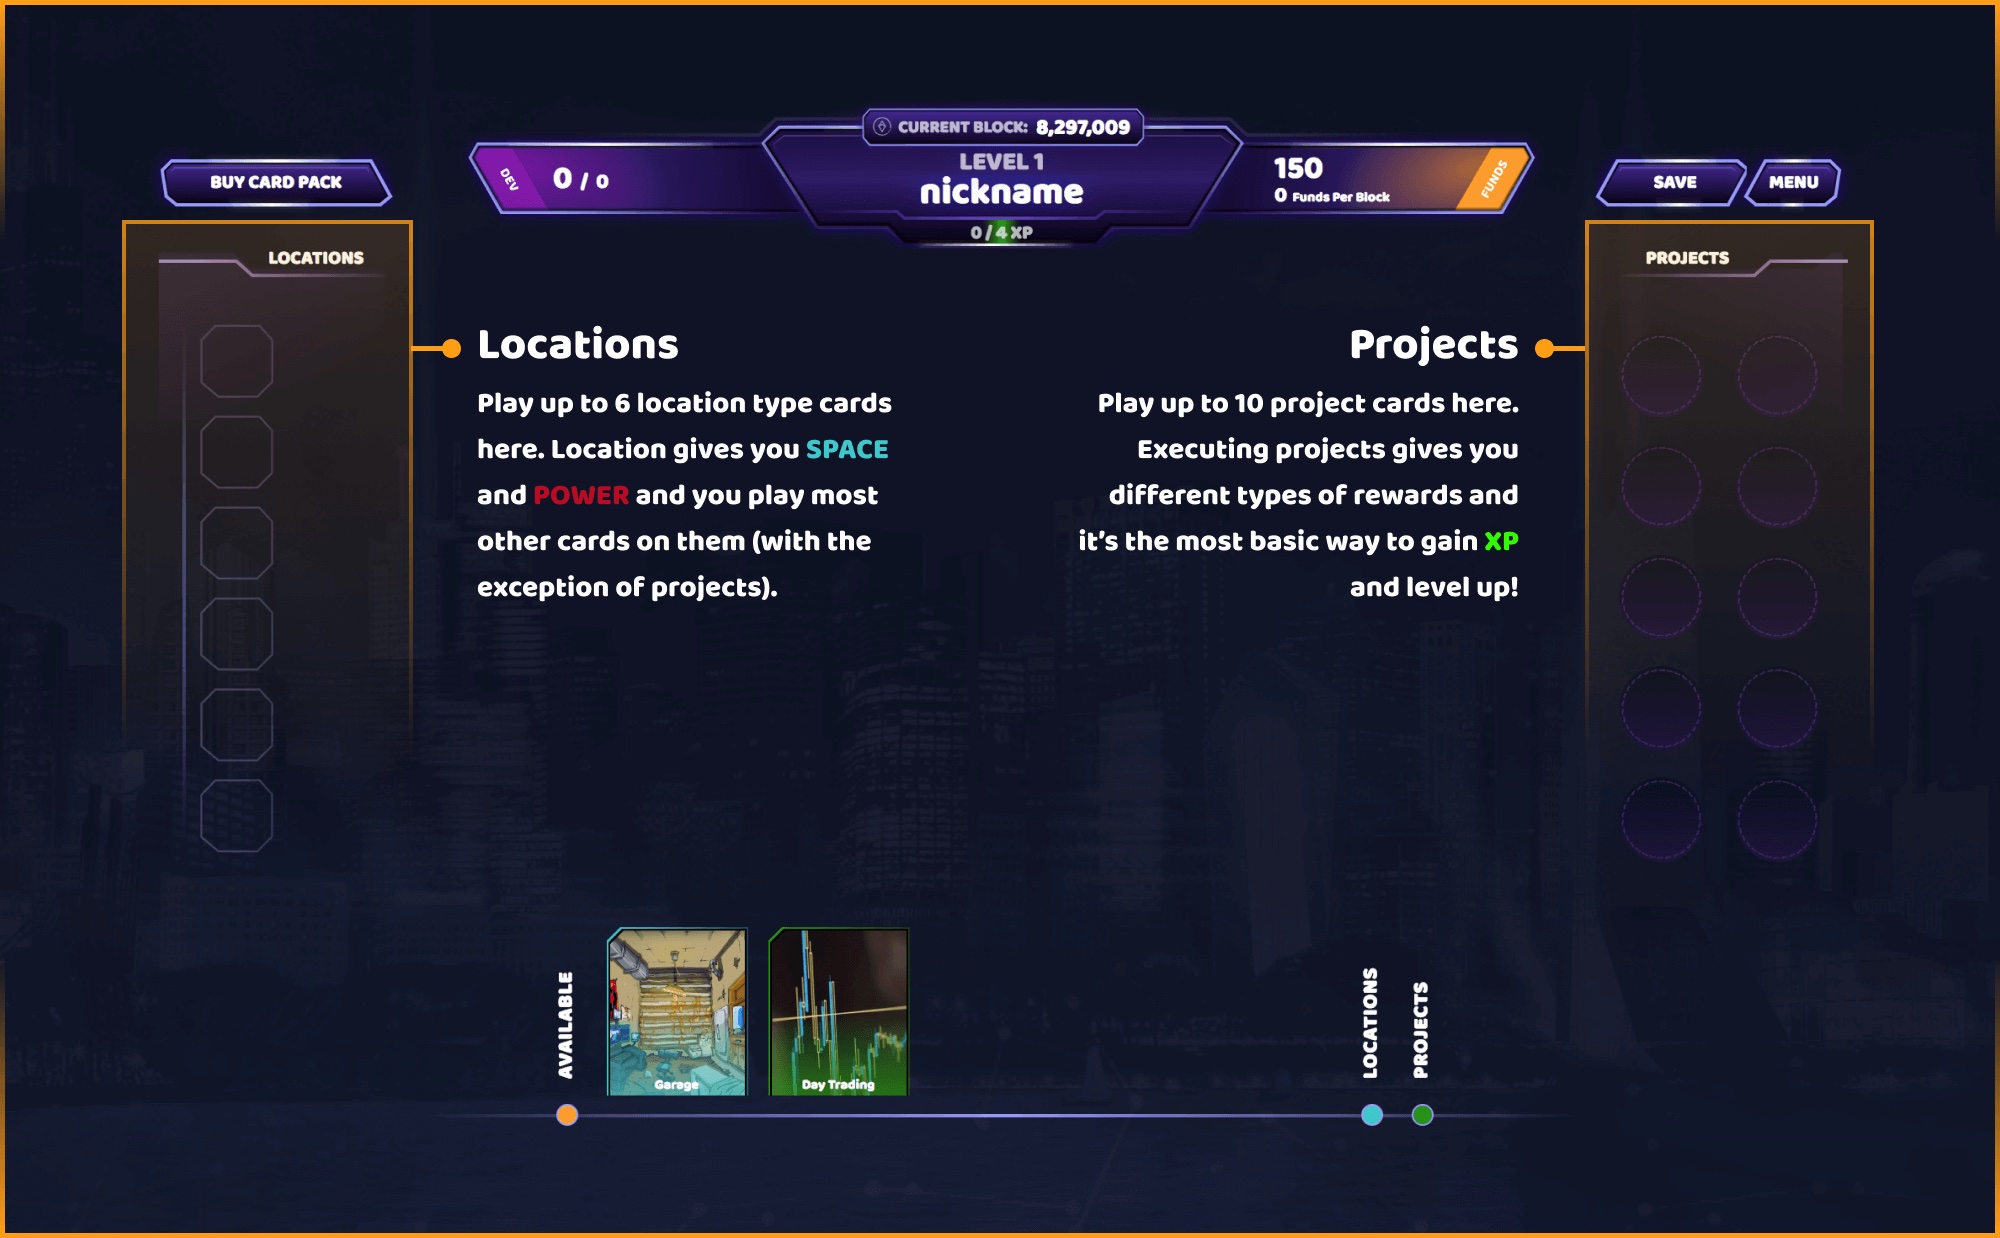 CURRENT BLOCK: 8,297,009
BUY CARD PACK
DEV
0 / 0
LEVEL 1
nickname
0 / 4 XP
150
0 Funds Per Block
FUNDS
SAVE
MENU
LOCATIONS
PROJECTS
Locations
Play up to 6 location type cards
here. Location gives you SPACE
and POWER and you play most
other cards on them (with the
exception of projects).
Projects
Play up to 10 project cards here.
Executing projects gives you
different types of rewards and
it's the most basic way to gain XP
and level up!
AVAILABLE
Garage
Day Trading
LOCATIONS
PROJECTS